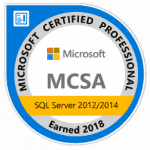 MICROSOFT CERTIFIED PROFESSIONAL
Microsoft
MCSA
SQL Server 2012/2014
Earned 2018